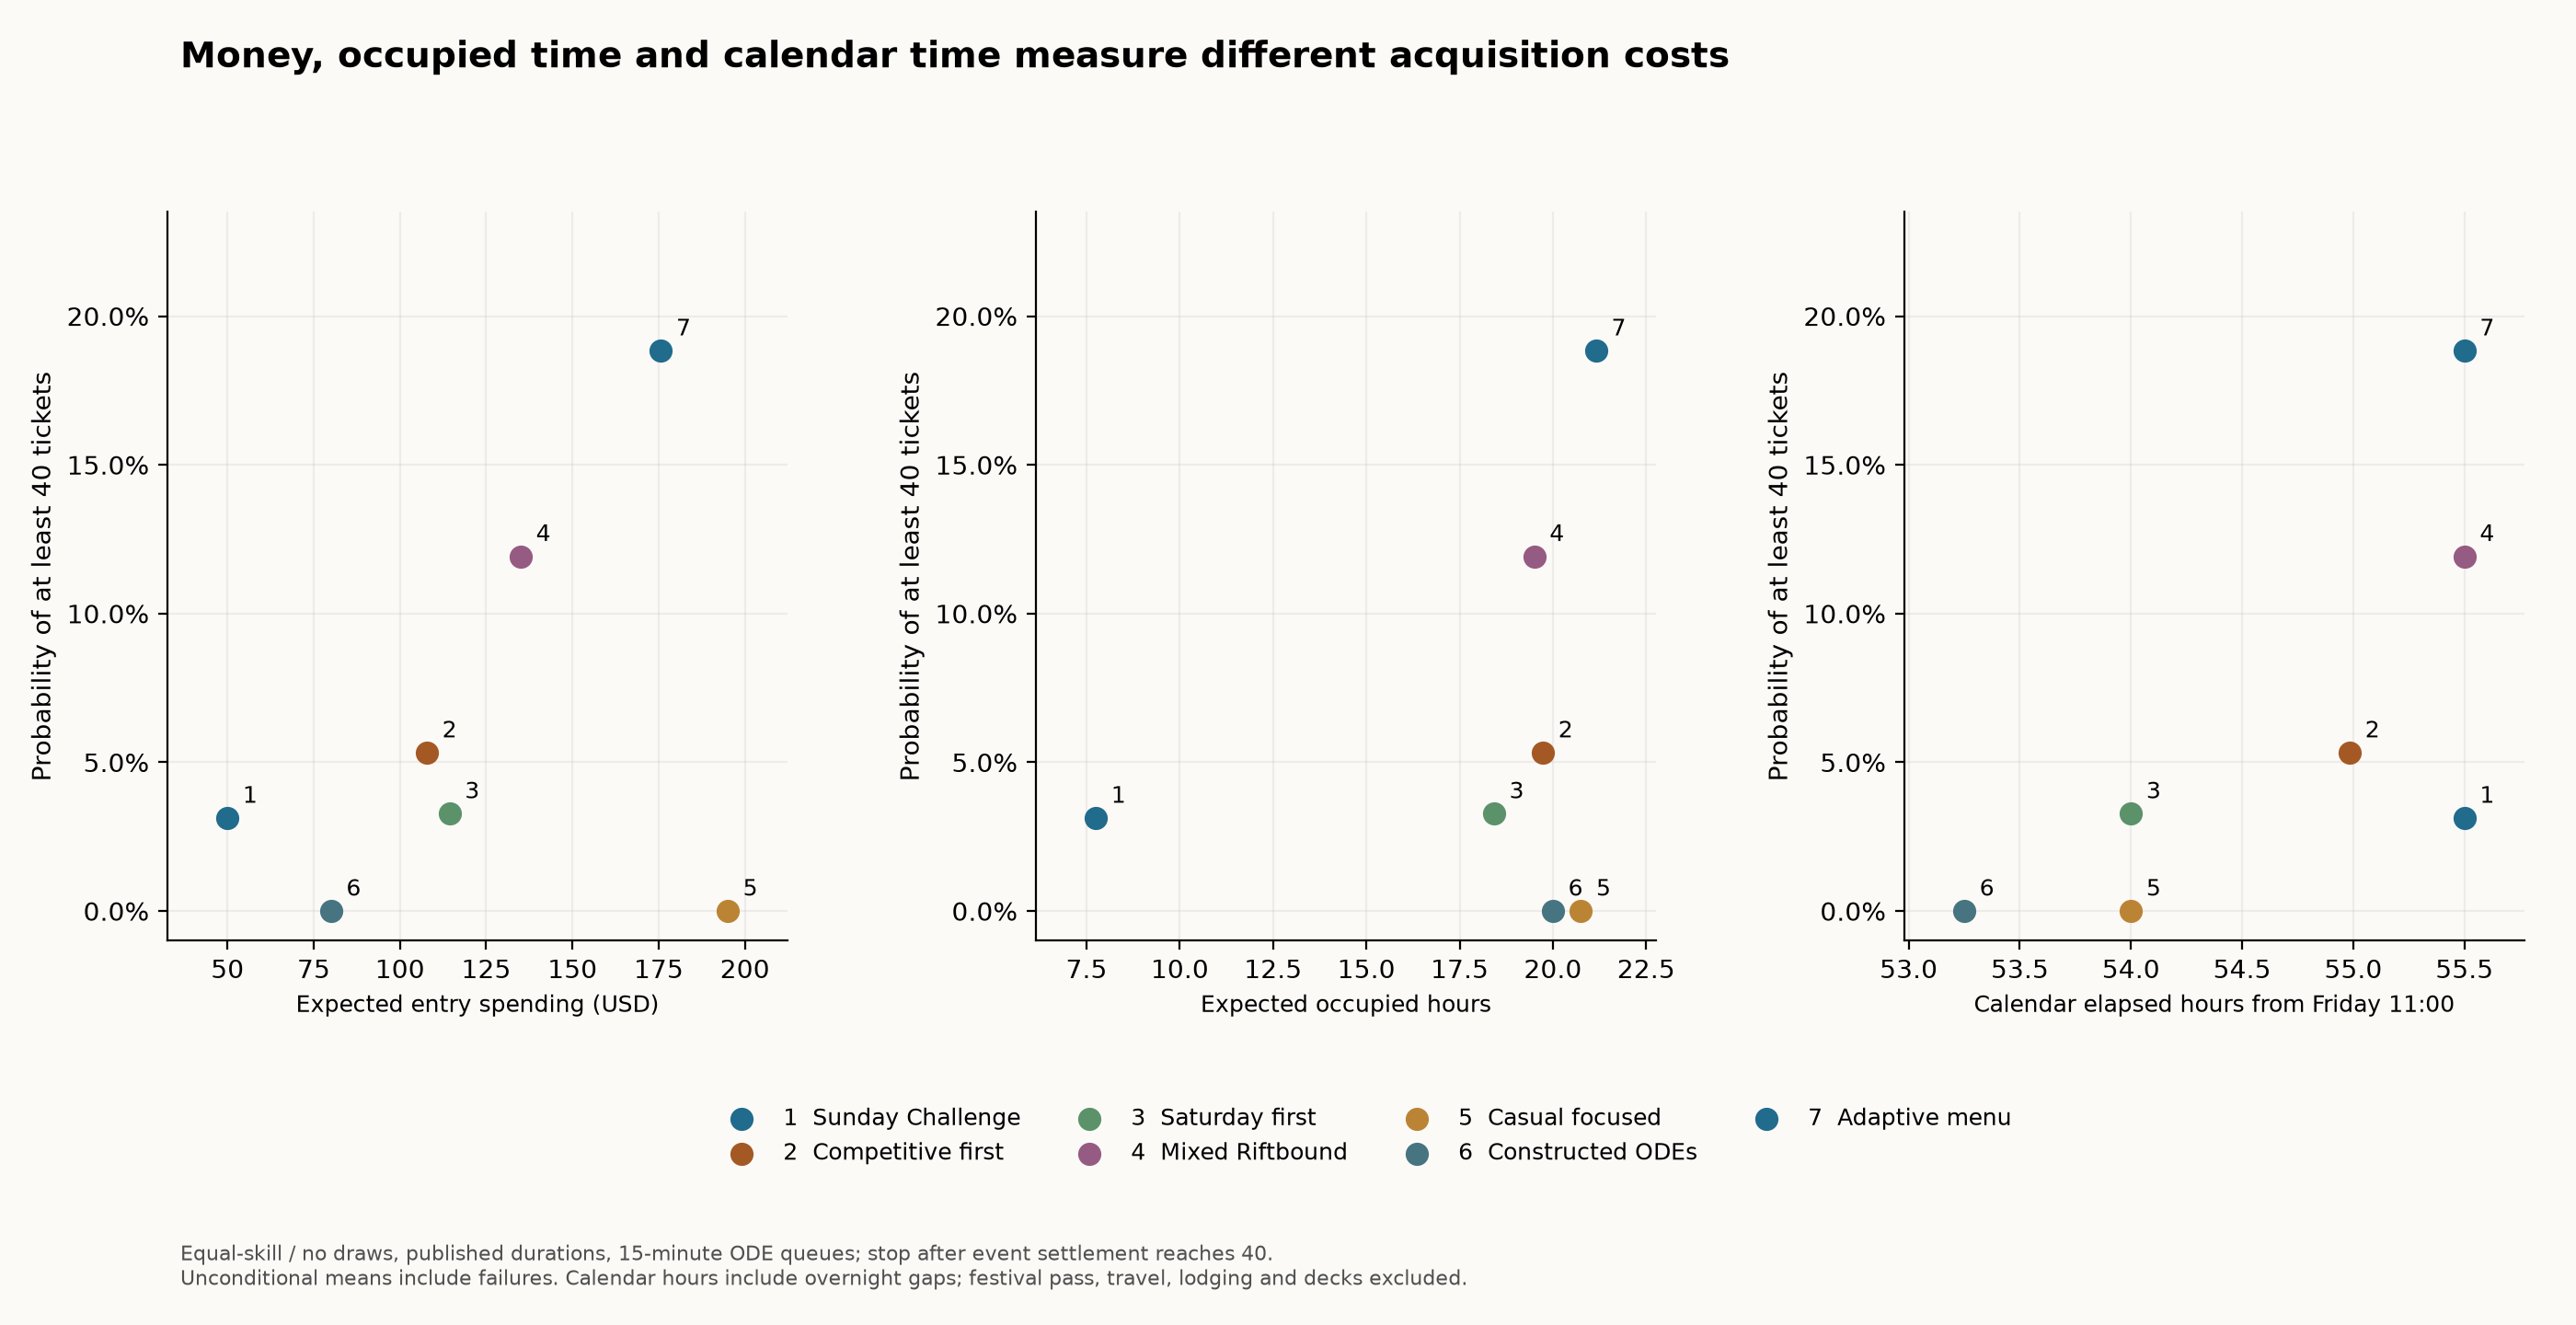 Money, occupied time and calendar time measure different acquisition costs
Probability of at least 40 tickets
20.0%
15.0%
10.0%
5.0%
0.0%
7
4
2
3
1
6
5
50 75 100 125 150 175 200
Expected entry spending (USD)
Probability of at least 40 tickets
20.0%
15.0%
10.0%
5.0%
0.0%
7
4
2
3
1
6 5
7.5 10.0 12.5 15.0 17.5 20.0 22.5
Expected occupied hours
Probability of at least 40 tickets
20.0%
15.0%
10.0%
5.0%
0.0%
7
4
2
3
1
6
5
53.0 53.5 54.0 54.5 55.0 55.5
Calendar elapsed hours from Friday 11:00
1 Sunday Challenge
2 Competitive first
3 Saturday first
4 Mixed Riftbound
5 Casual focused
6 Constructed ODEs
7 Adaptive menu
Equal-skill / no draws, published durations, 15-minute ODE queues; stop after event settlement reaches 40.
Unconditional means include failures. Calendar hours include overnight gaps; festival pass, travel, lodging and decks excluded.